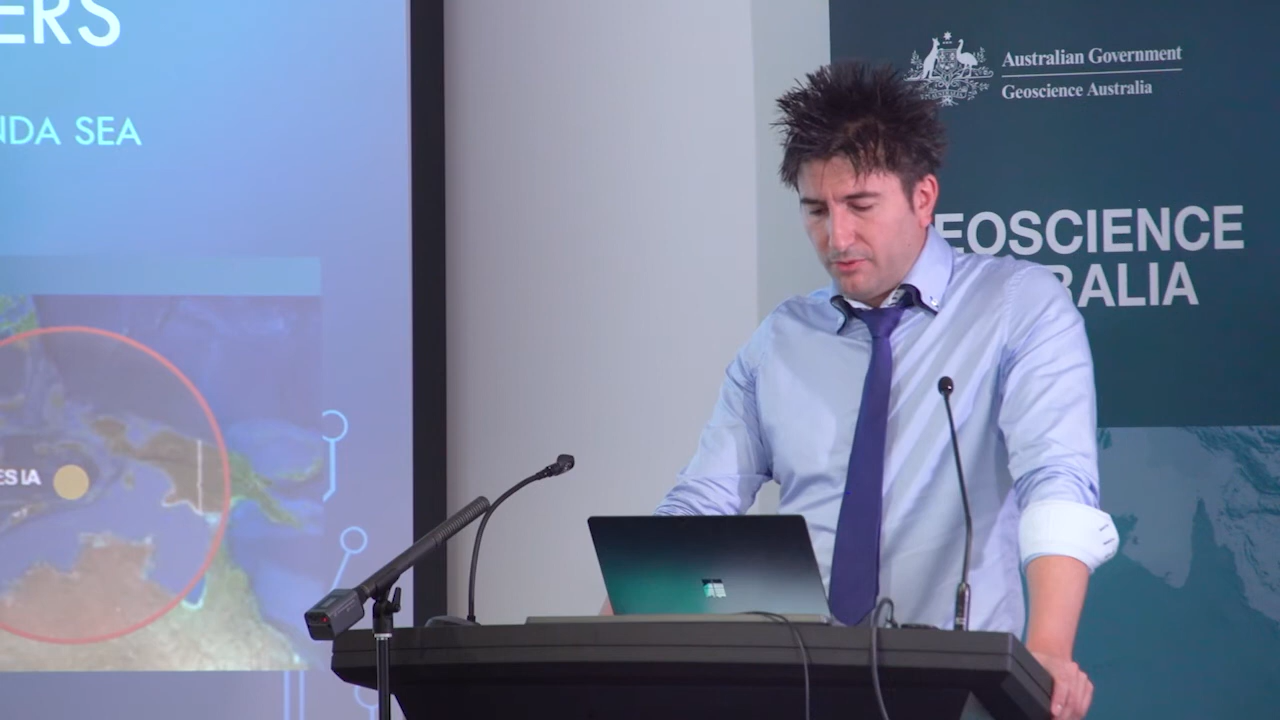 ERS
NDA SEA
ESIA
Australian Government
Geoscience Australia
EOSCIENCE
RALIA